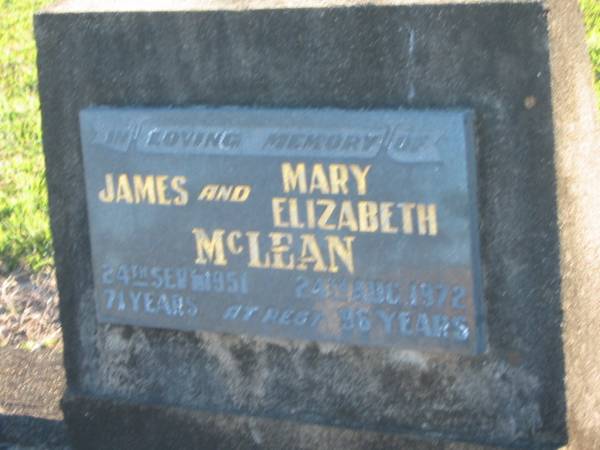 IN LOVING MEMORY OF
JAMES AND MARY ELIZABETH
McLEAN
24TH SEP. 1951 24TH AUG. 1972
71 YEARS AT REST 96 YEARS